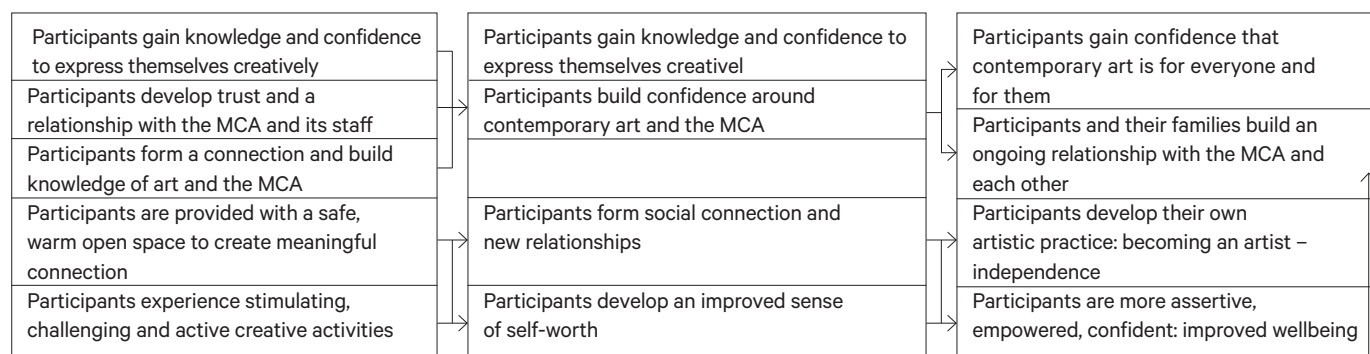 Participants gain knowledge and confidence
to express themselves creatively
Participants develop trust and a
relationship with the MCA and its staff
Participants form a connection and build
knowledge of art and the MCA
Participants are provided with a safe,
warm open space to create meaningful
connection
Participants experience stimulating,
challenging and active creative activities
Participants gain knowledge and confidence to
express themselves creativel
Participants build confidence around
contemporary art and the MCA
Participants form social connection and
new relationships
Participants develop an improved sense
of self-worth
Participants gain confidence that
contemporary art is for everyone and
for them
Participants and their families build an
ongoing relationship with the MCA and
each other
Participants develop their own
artistic practice: becoming an artist –
independence
Participants are more assertive,
empowered, confident: improved wellbeing